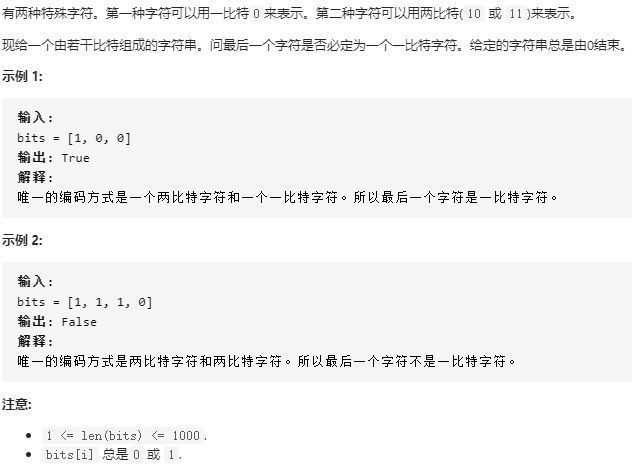 有两种特殊字符。第一种字符可以用一比特 0 来表示。第二种字符可以用两比特( 10 或 11 )来表示。
现给一个由若干比特组成的字符串。问最后一个字符是否必定为一个一比特字符。给定的字符串总是由0结束。
示例 1:
输入:
bits = [1, 0, 0]
输出: True
解释:
唯一的编码方式是一个两比特字符和一个一比特字符。所以最后一个字符是一比特字符。
示例 2:
输入:
bits = [1, 1, 1, 0]
输出: False
解释:
唯一的编码方式是两比特字符和两比特字符。所以最后一个字符不是一比特字符。
注意:
• 1 <= len(bits) <= 1000 .
• bits[i] 总是 0 或 1 .